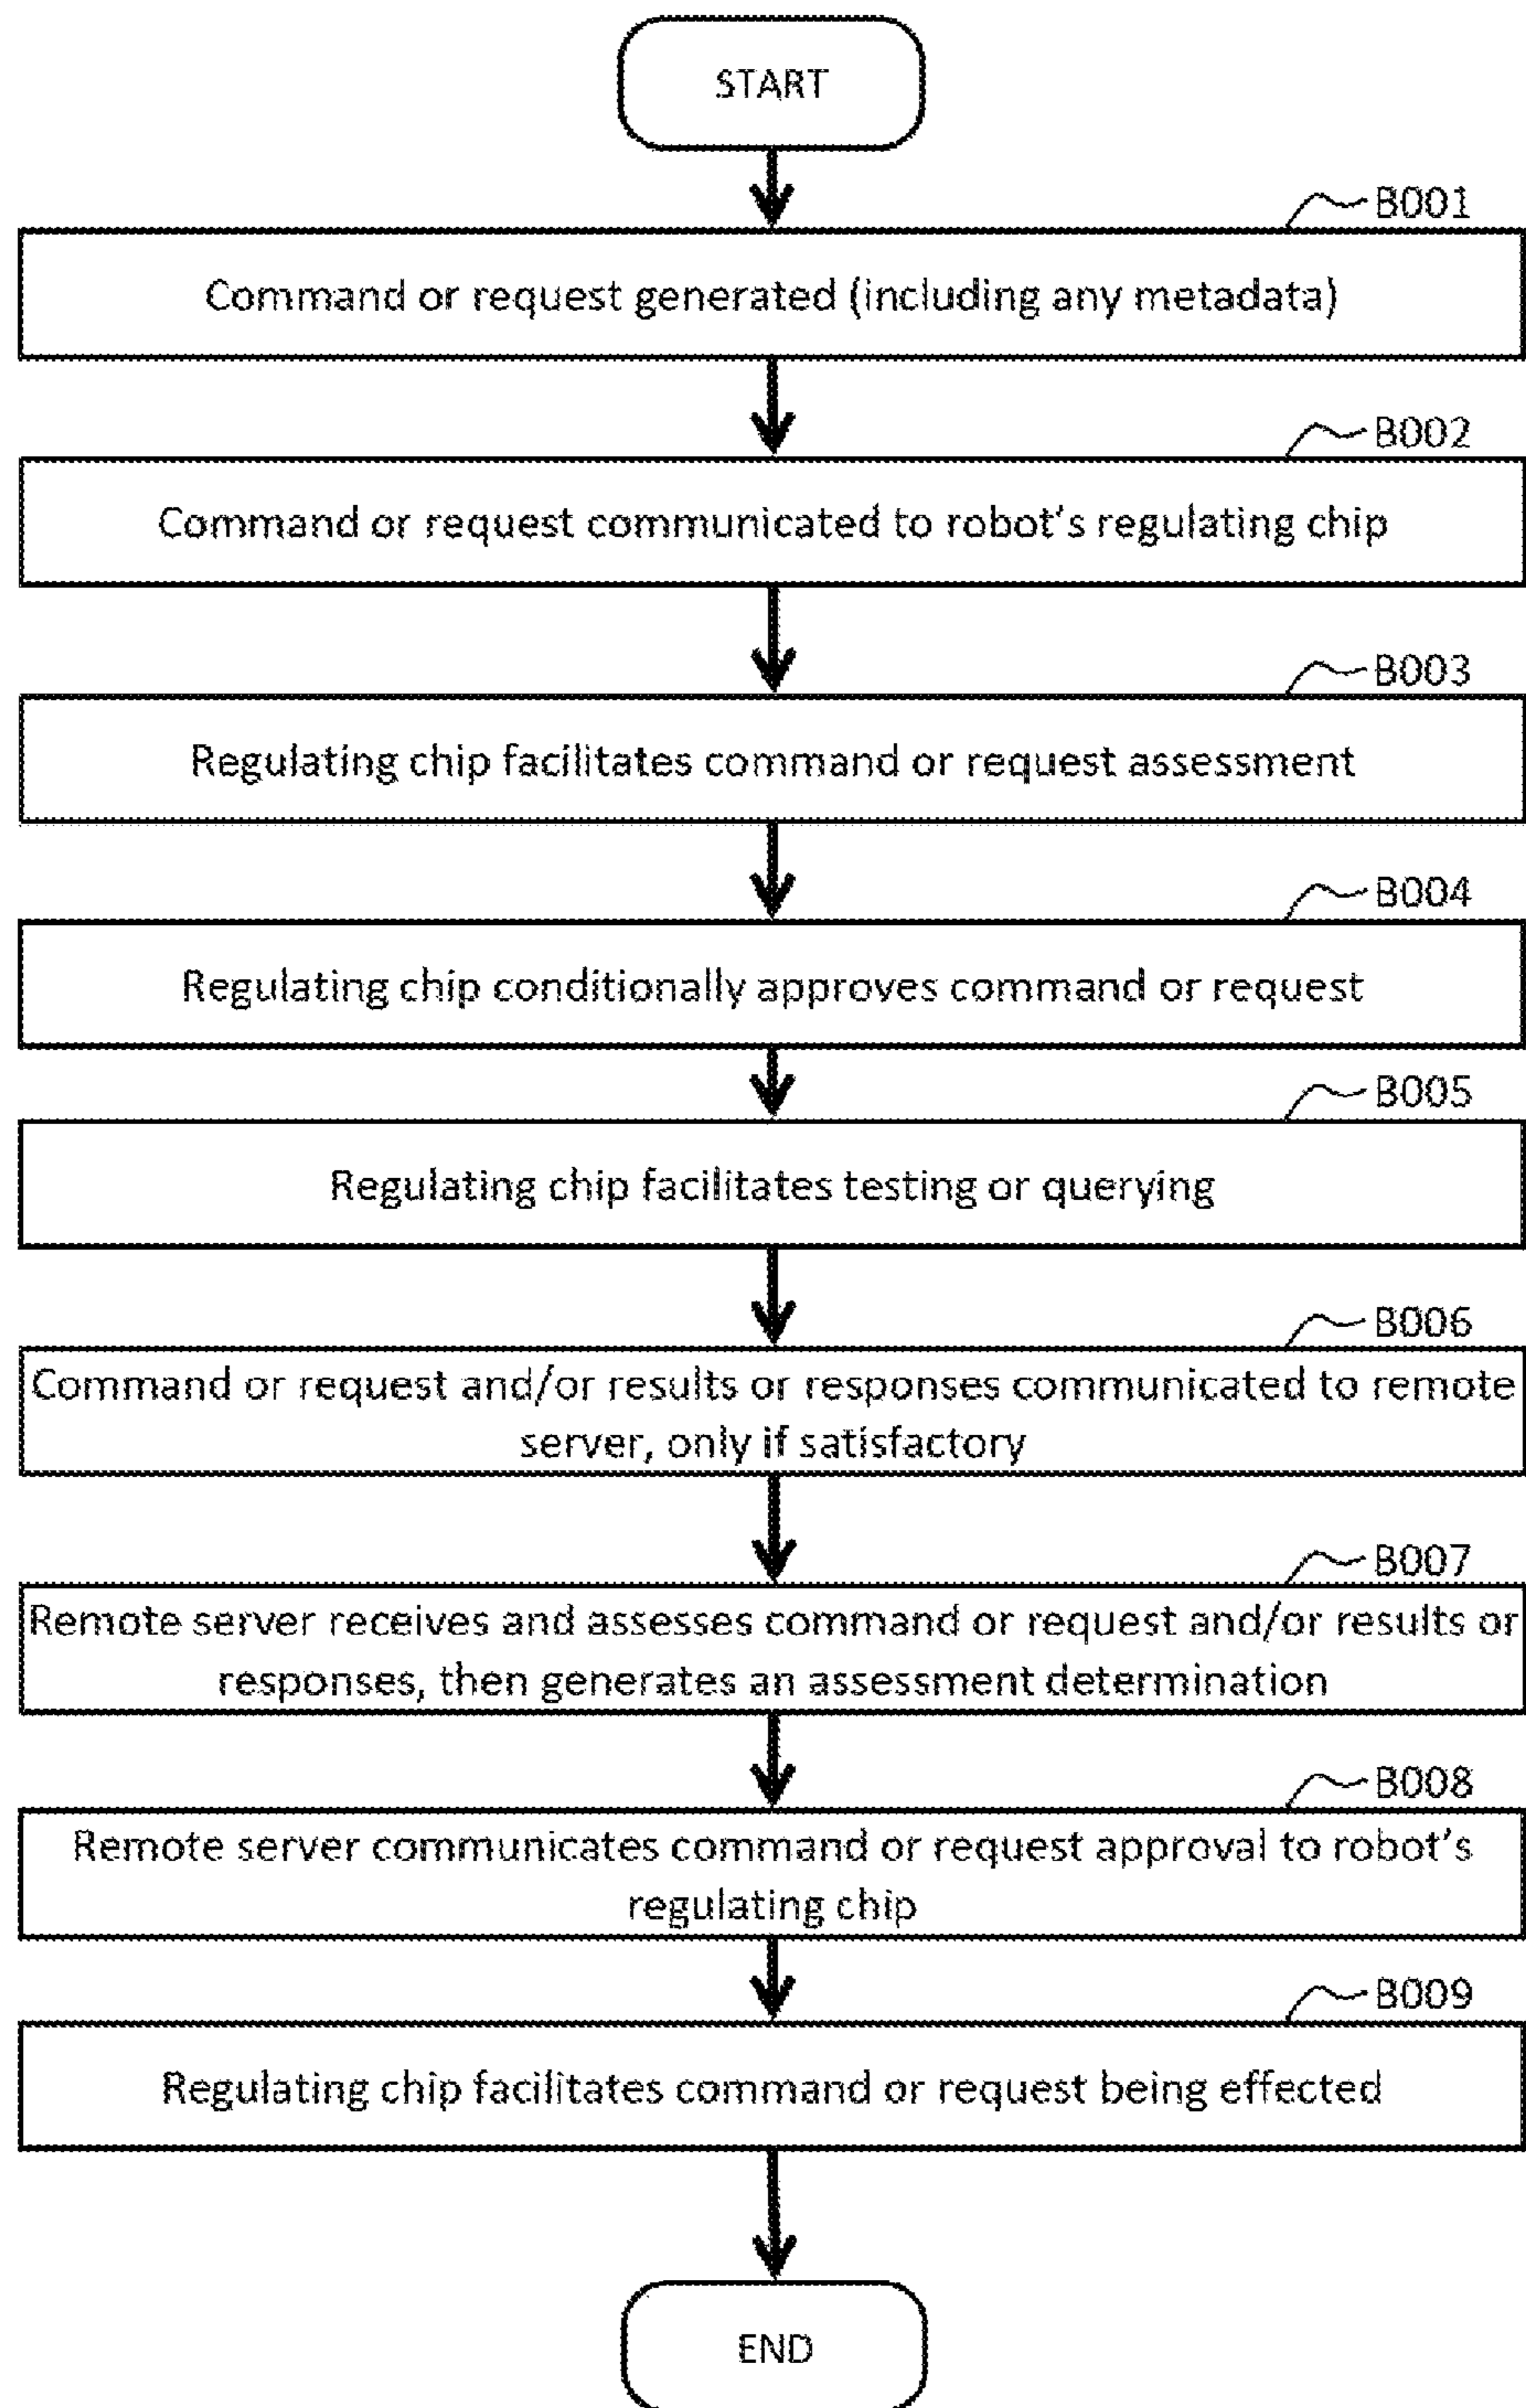 START
B001
Command or request generated (including any metadata)
B002
Command or request communicated to robot's regulating chip
B003
Regulating chip facilitates command or request assessment
B004
Regulating chip conditionally approves command or request
B005
Regulating chip facilitates testing or querying
B006
Command or request and/or results or responses communicated to remote
server, only if satisfactory
B007
Remote server receives and assesses command or request and/or results or
responses, then generates an assessment determination
B008
Remote server communicates command or request approval to robot's
regulating chip
B009
Regulating chip facilitates command or request being effected
END